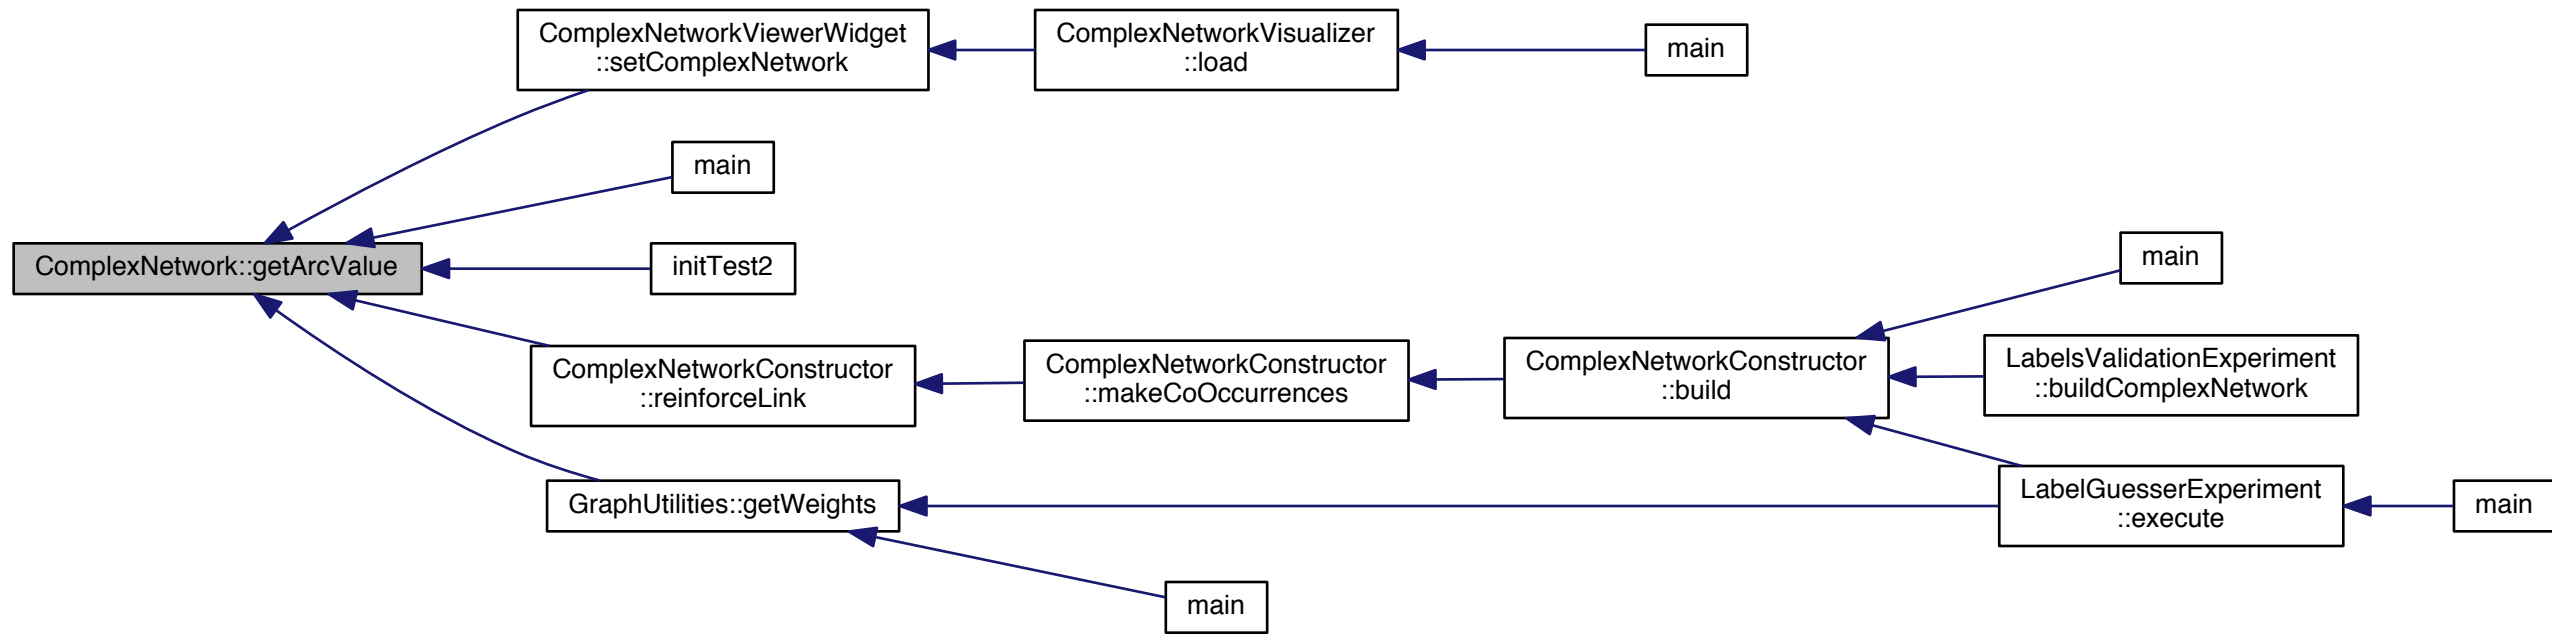 ComplexNetworkViewerWidget
::setComplexNetwork
ComplexNetworkVisualizer
::load
main
main
ComplexNetwork::getArcValue
initTest2
main
ComplexNetworkConstructor
::reinforceLink
ComplexNetworkConstructor
::makeCoOccurrences
ComplexNetworkConstructor
::build
LabelsValidationExperiment
::buildComplexNetwork
GraphUtilities::getWeights
LabelGuesserExperiment
::execute
main
main